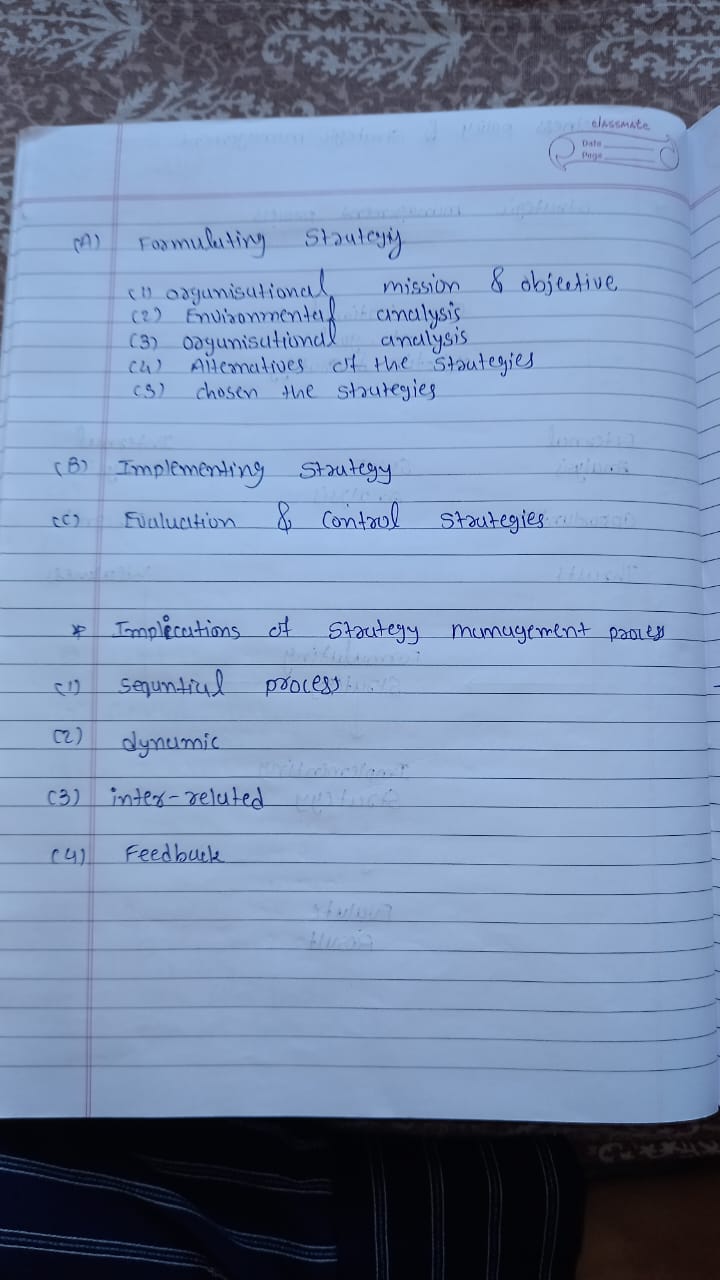 classmate
Date
Page
(A) Formulating Strategiy
(1) organisational mission & objective
(2) Environmental analysis
(3) organisational analysis
(4) Alternatives of the Strategies
(5) chosen the strategies
(B) Implementing Strategy
(C) Evaluation & Control Strategies
* Implications of Strategy management process
(1) sequntial process
(2) dynamic
(3) inter-related
(4) Feedback